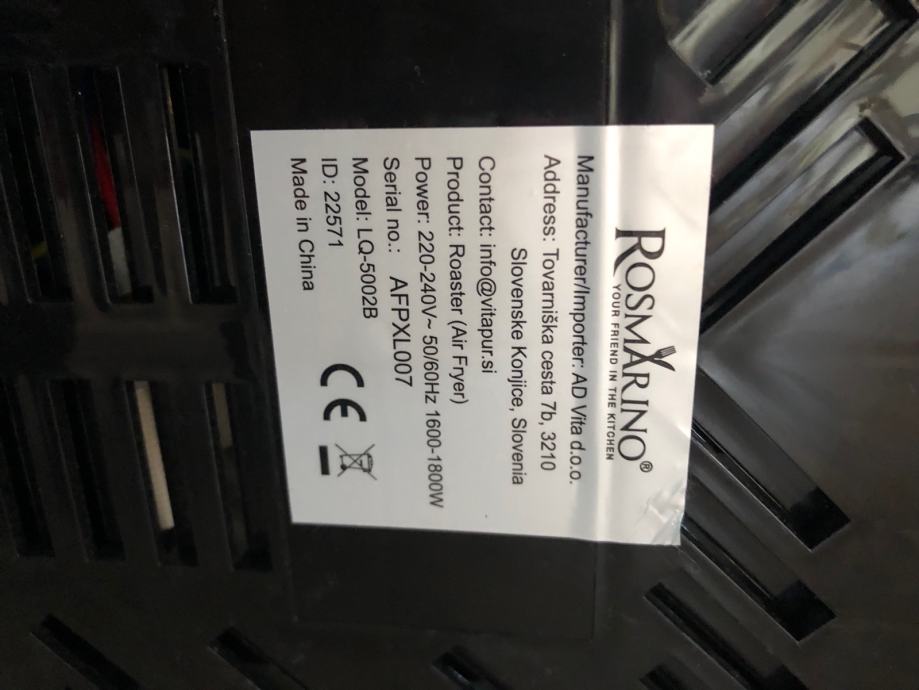 ROSMARINO®
YOUR FRIEND IN THE KITCHEN
Manufacturer/Importer: AD Vita d.o.o.
Address: Tovarniška cesta 7b, 3210
Slovenske Konjice, Slovenia
Contact: info@vitapur.si
Product: Roaster (Air Fryer)
Power: 220-240V~ 50/60Hz 1600-1800W
Serial no.: AFPXL007
Model: LQ-5002B
ID: 22571
Made in China
CE